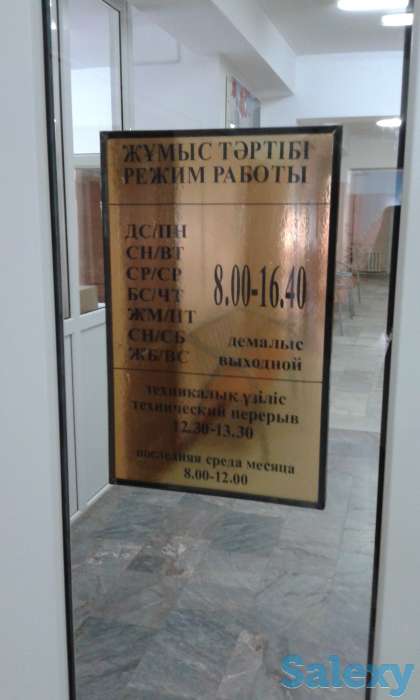 ЖҰМЫС ТӘРТІБІ
РЕЖИМ РАБОТЫ
ДС/ПН
СН/ВТ
СР/СР
БС/ЧТ
ЖМ/ПТ
СН/СБ
ЖБ/ВС
8.00-16.40
демалыс
выходной
техникалық үзіліс
технический перерыв
12.30-13.30
последняя среда месяца
8.00-12.00
Salexy